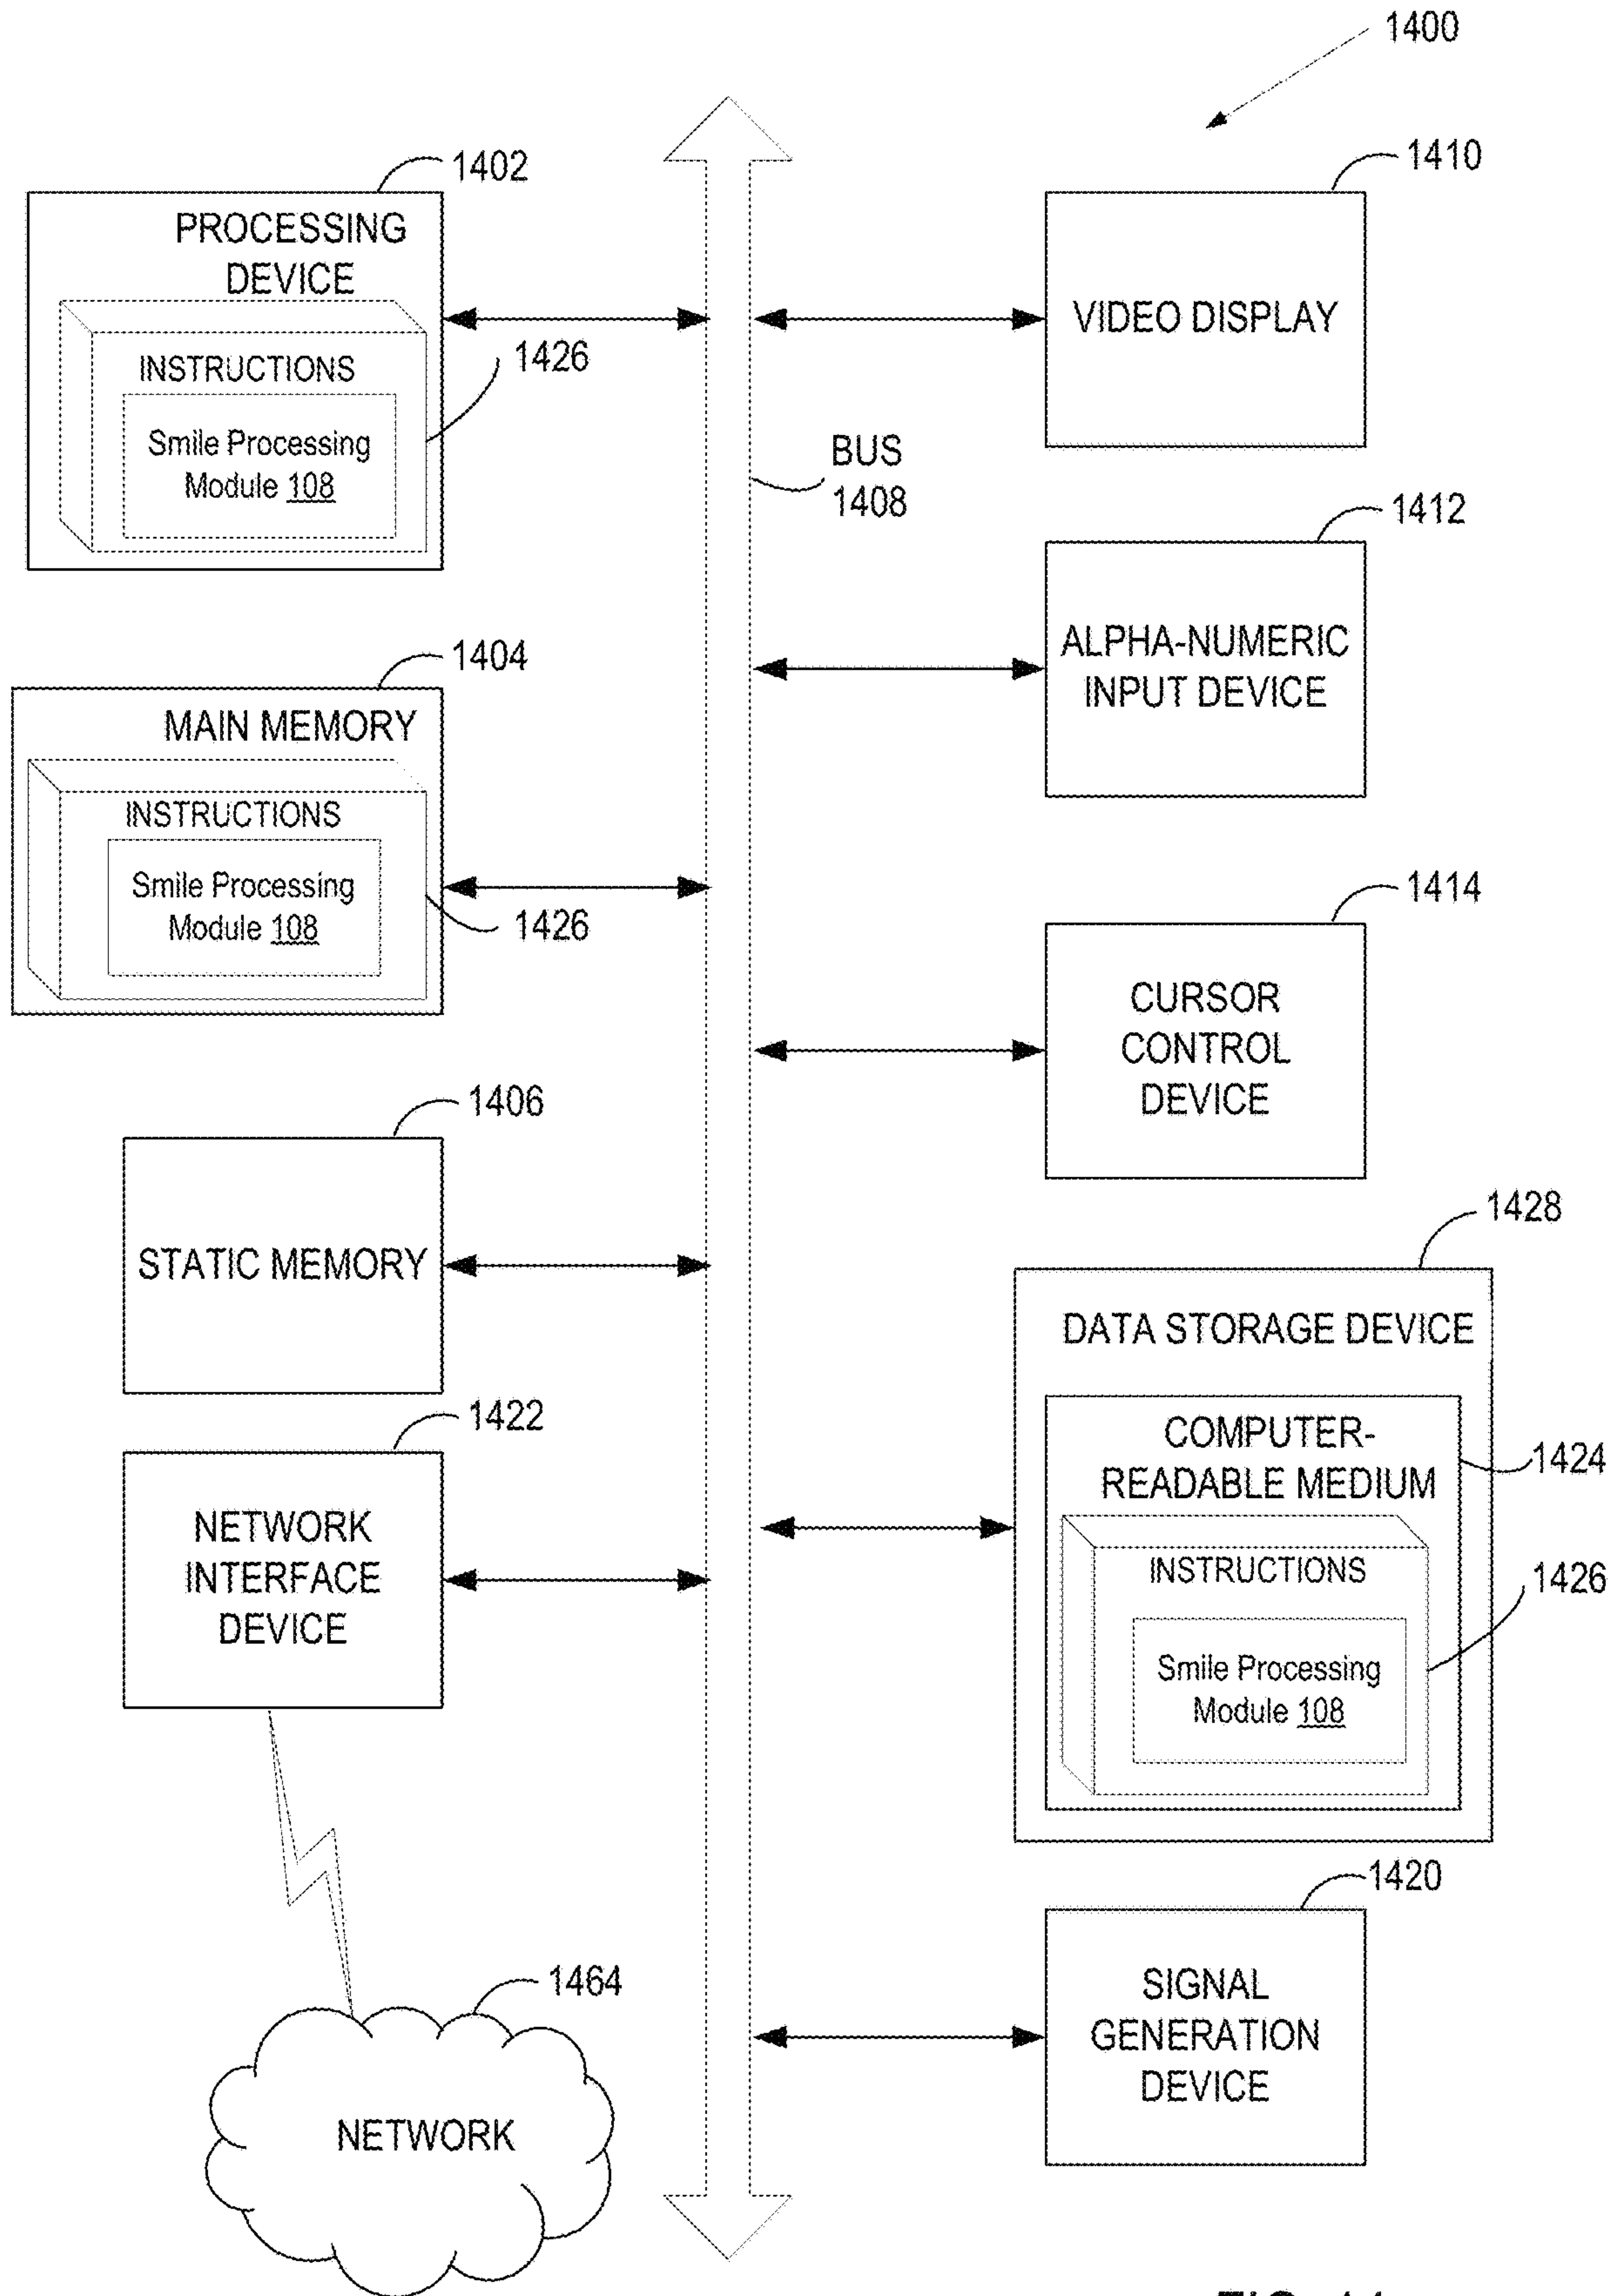 1400
1402
PROCESSING
DEVICE
INSTRUCTIONS
1426
Smile Processing
Module 108
1404
MAIN MEMORY
INSTRUCTIONS
Smile Processing
Module 108
1426
1406
STATIC MEMORY
1422
NETWORK
INTERFACE
DEVICE
1464
NETWORK
BUS
1408
1410
VIDEO DISPLAY
1412
ALPHA-NUMERIC
INPUT DEVICE
1414
CURSOR
CONTROL
DEVICE
1428
DATA STORAGE DEVICE
COMPUTER-
READABLE MEDIUM
1424
INSTRUCTIONS
1426
Smile Processing
Module 108
1420
SIGNAL
GENERATION
DEVICE